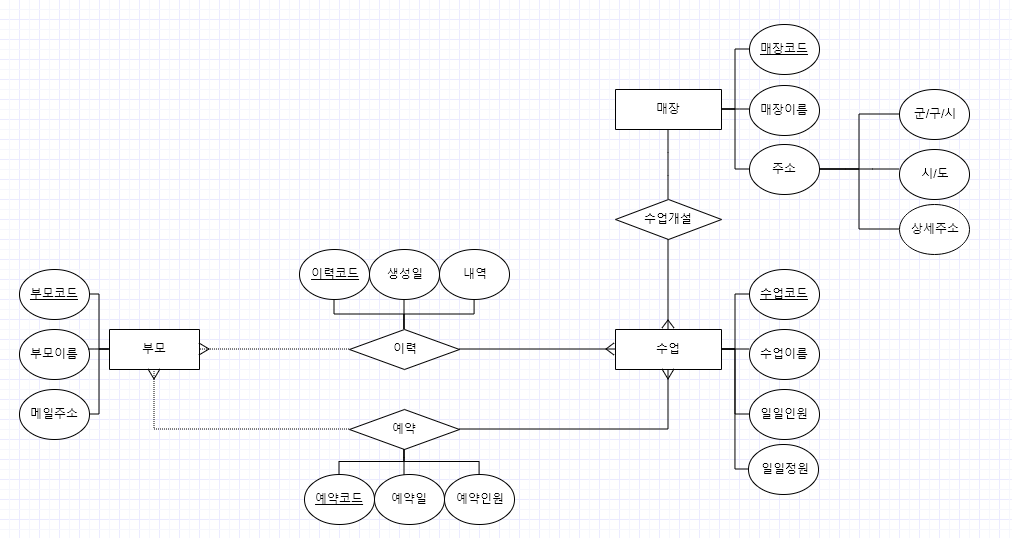 매장코드
매장
매장이름
군/구/시
주소
시/도
수업개설
상세주소
이력코드
생성일
내역
부모코드
수업코드
부모
부모이름
이력
수업
수업이름
메일주소
예약
일일인원
일일정원
예약코드
예약일
예약인원